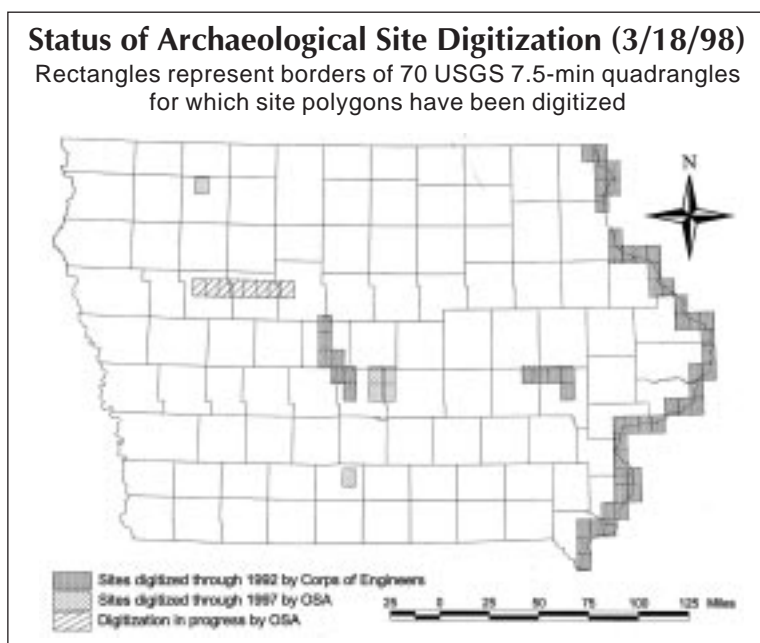 Status of Archaeological Site Digitization (3/18/98)
Rectangles represent borders of 70 USGS 7.5-min quadrangles
for which site polygons have been digitized
N
Sites digitized through 1992 by Corps of Engineers
Sites digitized through 1997 by OSA
Digitization in progress by OSA
25 0 25 50 75 100 125 Miles